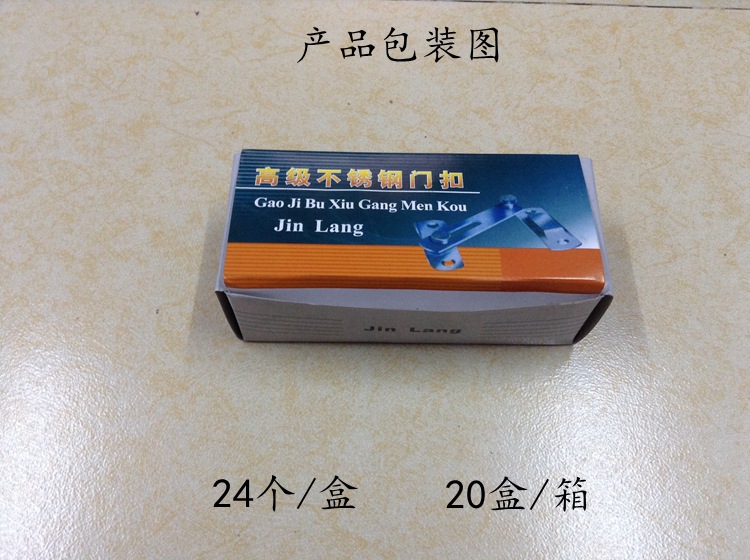 产品包装图
高级不锈钢门扣
Gao Ji Bu Xiu Gang Men Kou
Jin Lang
Jin Lang
24个/盒 20盒/箱